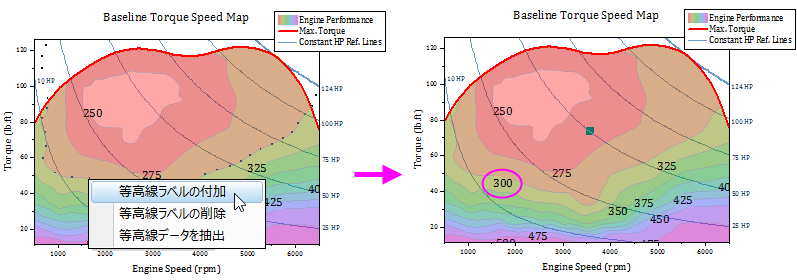 Baseline Torque Speed Map
Engine Performance
Max. Torque
Constant HP Ref. Lines
120
100
80
60
40
20
Torque (lb.ft)
10 HP
250
275
325
425
124 HP
100 HP
75 HP
50 HP
25 HP
等高線ラベルの付加
等高線ラベルの削除
等高線データを抽出
1000
2000
3000
4000
5000
6000
Engine Speed (rpm)
Baseline Torque Speed Map
Engine Performance
Max. Torque
Constant HP Ref. Lines
120
100
80
60
40
20
Torque (lb.ft)
10 HP
250
275
300
325
350
375
425
450
475
124 HP
100 HP
75 HP
50 HP
25 HP
1000
2000
3000
4000
5000
6000
Engine Speed (rpm)